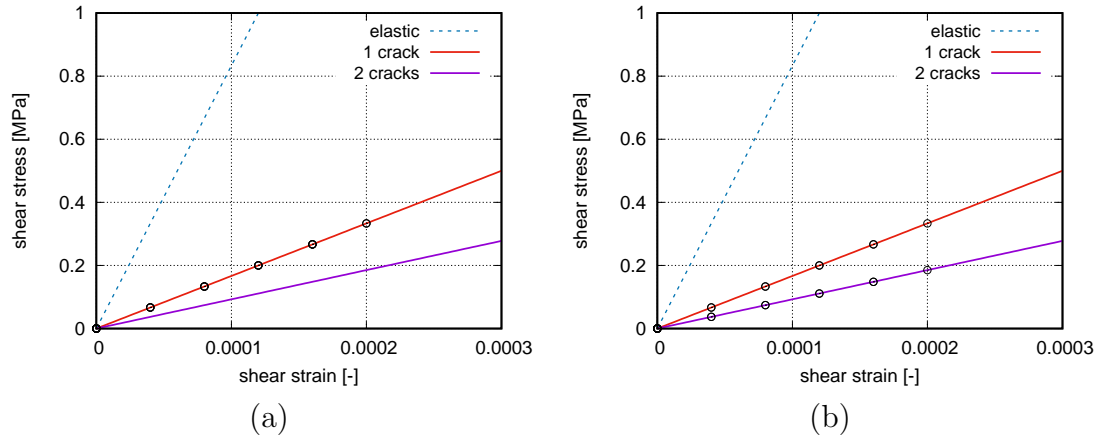 1
0.8
0.6
0.4
0.2
0
shear stress [MPa]
elastic
1 crack
2 cracks
0
0.0001
0.0002
0.0003
shear strain [-]
(a)
1
0.8
0.6
0.4
0.2
0
shear stress [MPa]
elastic
1 crack
2 cracks
0
0.0001
0.0002
0.0003
shear strain [-]
(b)